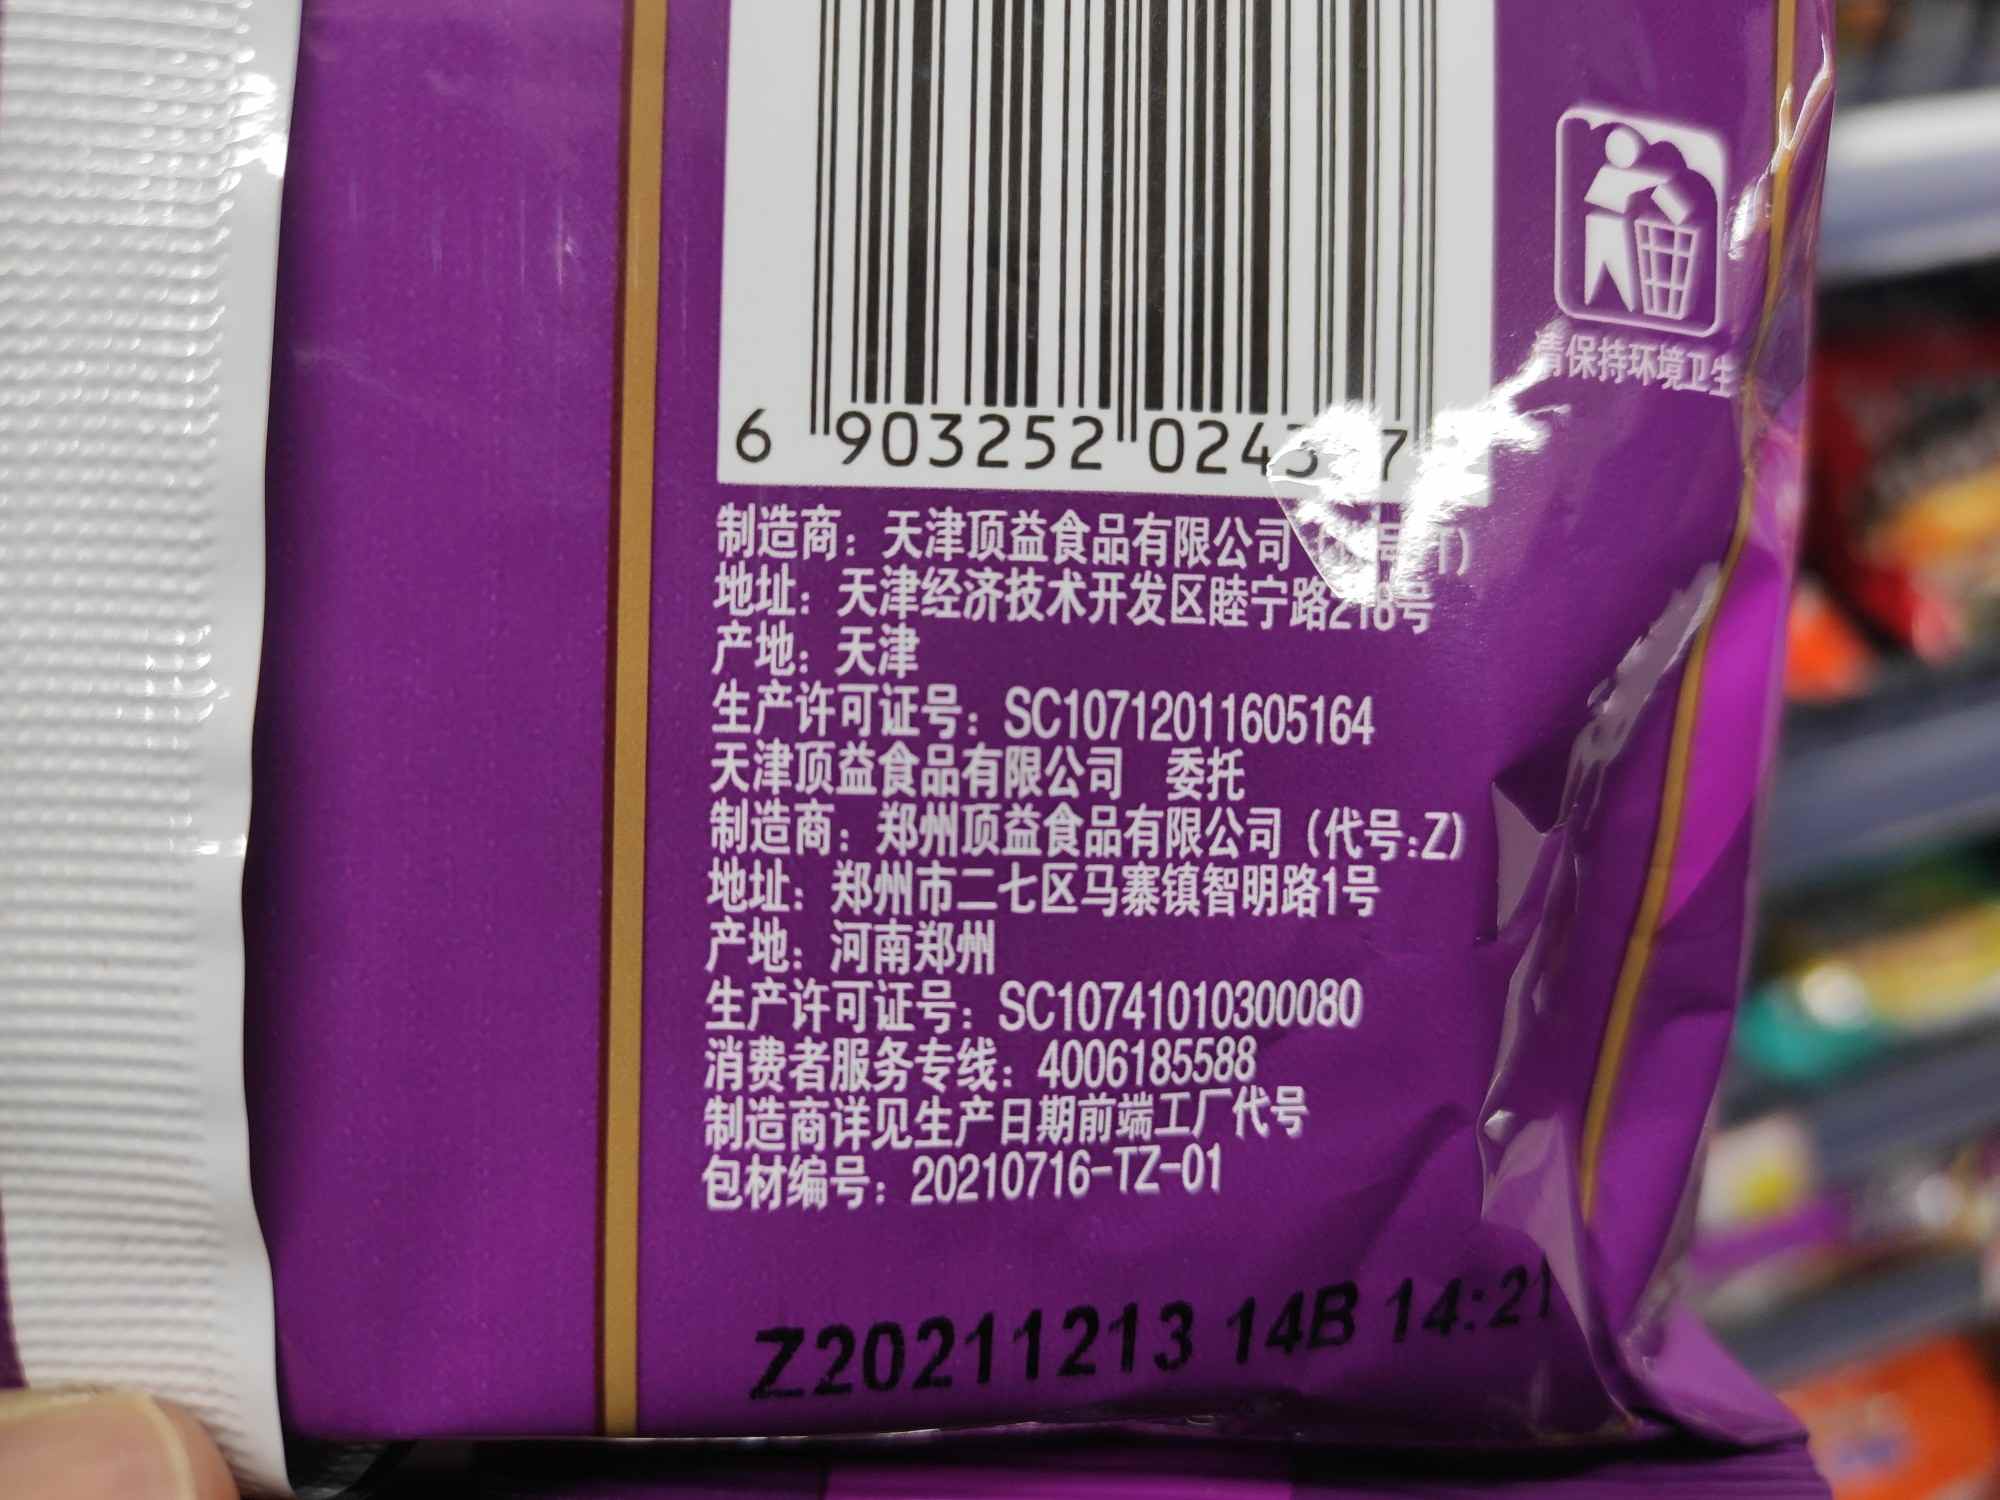 请保持环境卫生
6 903252 0243 7
制造商：天津顶益食品有限公司
地址：天津经济技术开发区睦宁路218号
产地：天津
生产许可证号：SC10712011605164
天津顶益食品有限公司 委托
制造商：郑州顶益食品有限公司（代号:Z）
地址：郑州市二七区马寨镇智明路1号
产地：河南郑州
生产许可证号：SC10741010300080
消费者服务专线：4006185588
制造商详见生产日期前端工厂代号
包材编号：20210716-TZ-01
Z20211213 14B 14:21